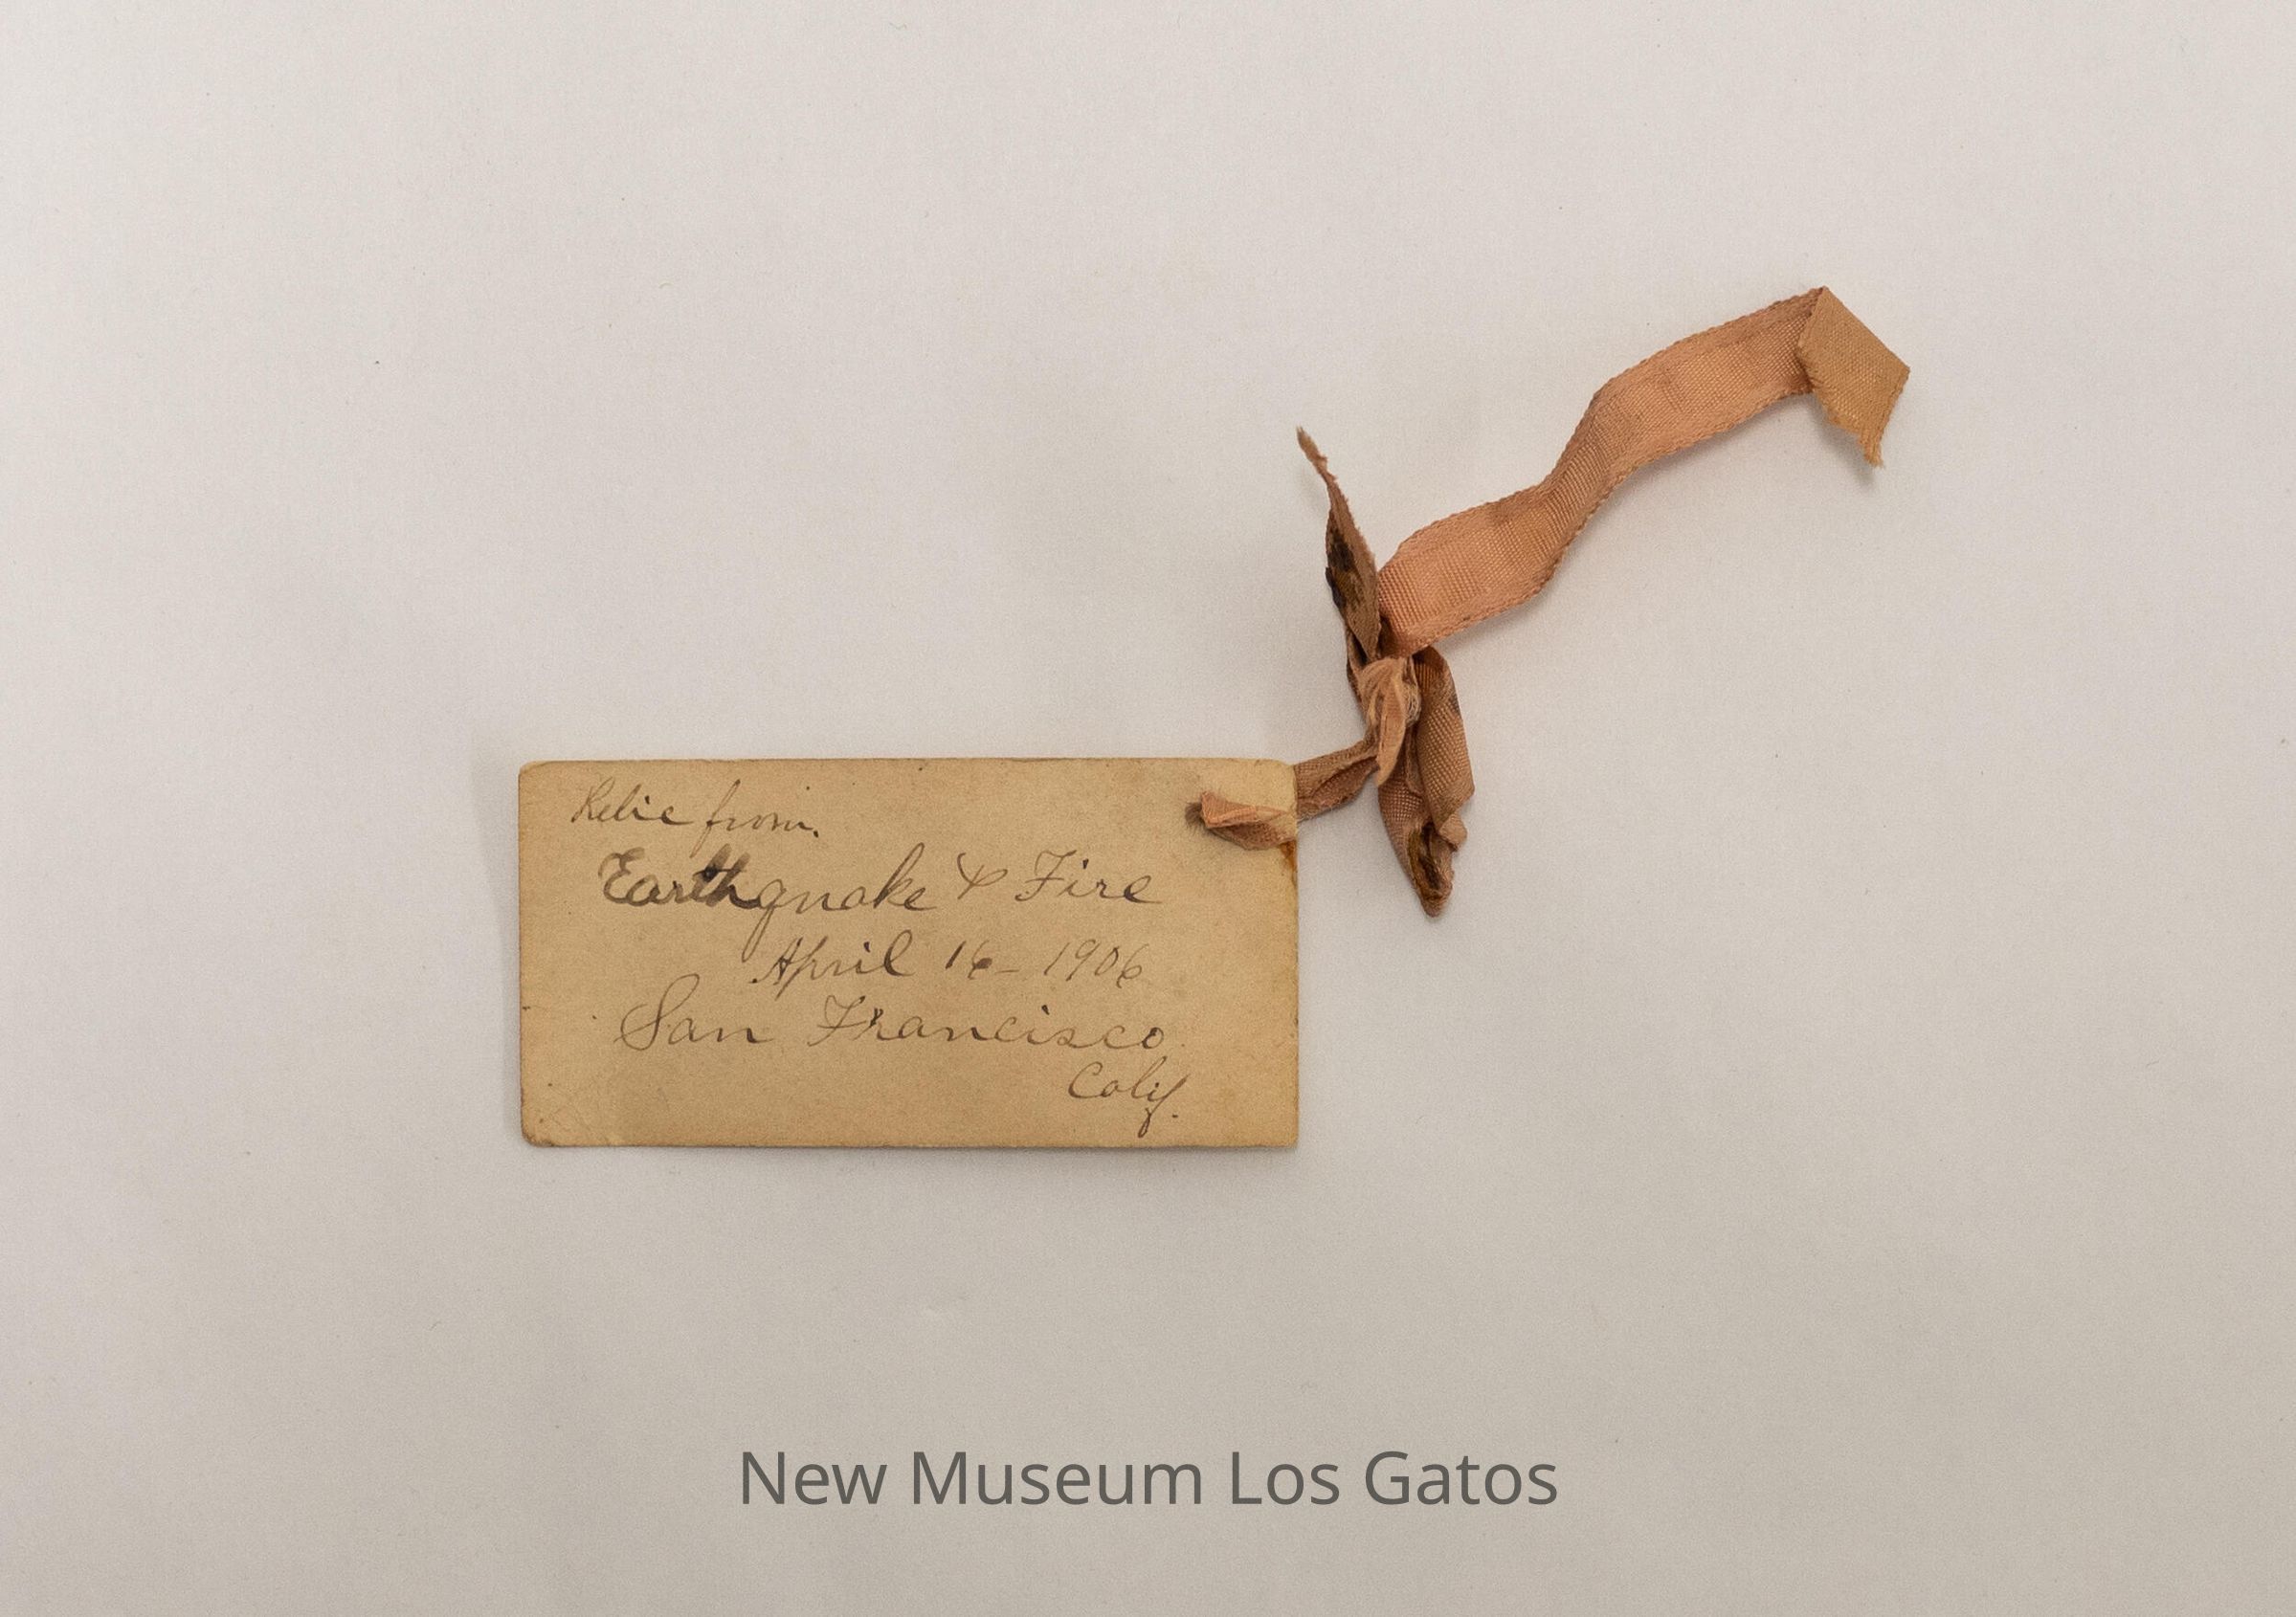 Relic from.
Earthquake & Fire
April 16 - 1906
San Francisco
Calif.
New Museum Los Gatos